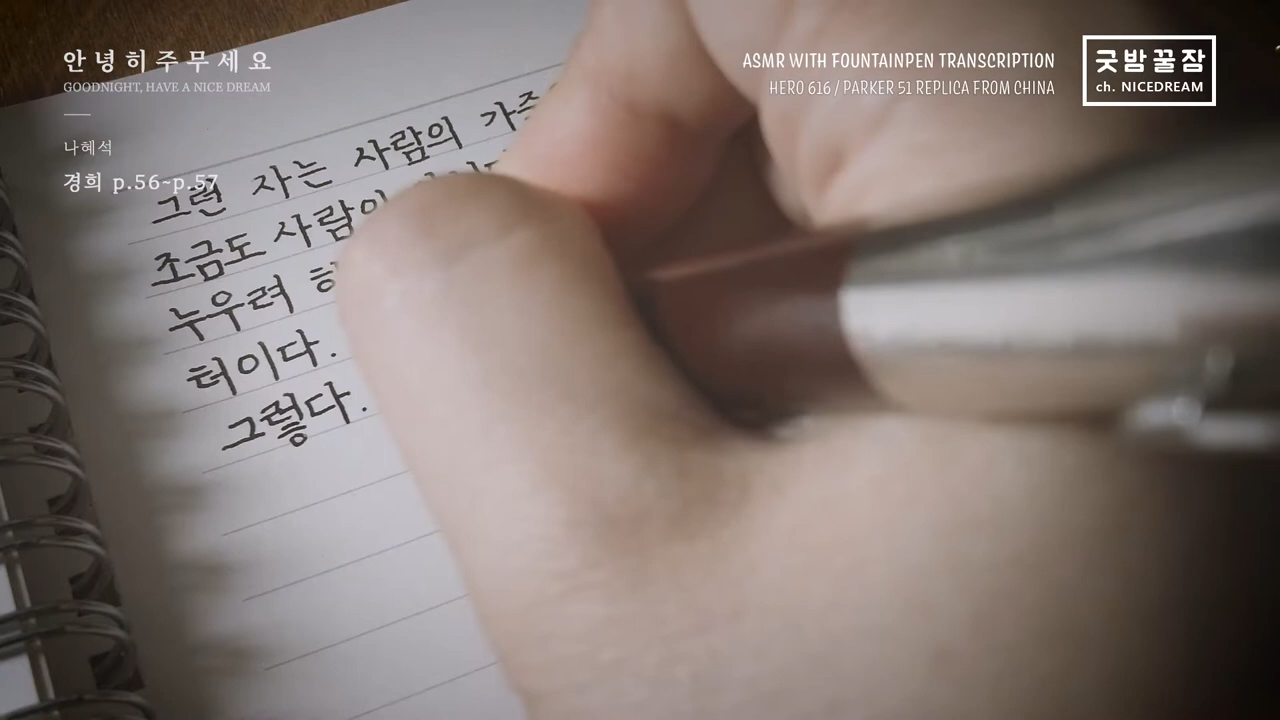 안녕히주무세요
GOODNIGHT, HAVE A NICE DREAM
나혜석
경희 p.56~p.57
ASMR WITH FOUNTAINPEN TRANSCRIPTION
HERO 616 / PARKER 51 REPLICA FROM CHINA
굿밤꿀잠
ch. NICEDREAM
그런 자는 사람의
조금도 사람의
누우려
터이다.
그렇다.